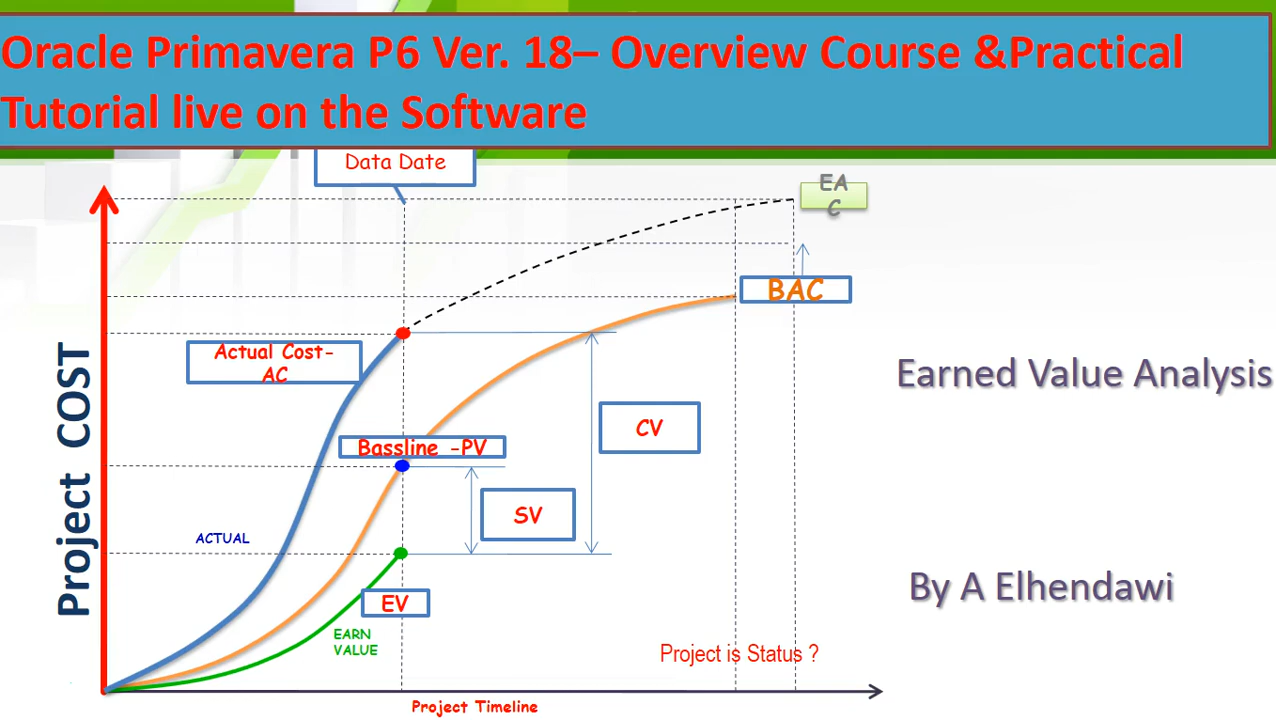 Oracle Primavera P6 Ver. 18– Overview Course &Practical
Tutorial live on the Software
Data Date
EA
C
BAC
Actual Cost-
AC
Earned Value Analysis
CV
Bassline -PV
SV
ACTUAL
Project COST
By A Elhendawi
EV
EARN
VALUE
Project is Status ?
Project Timeline